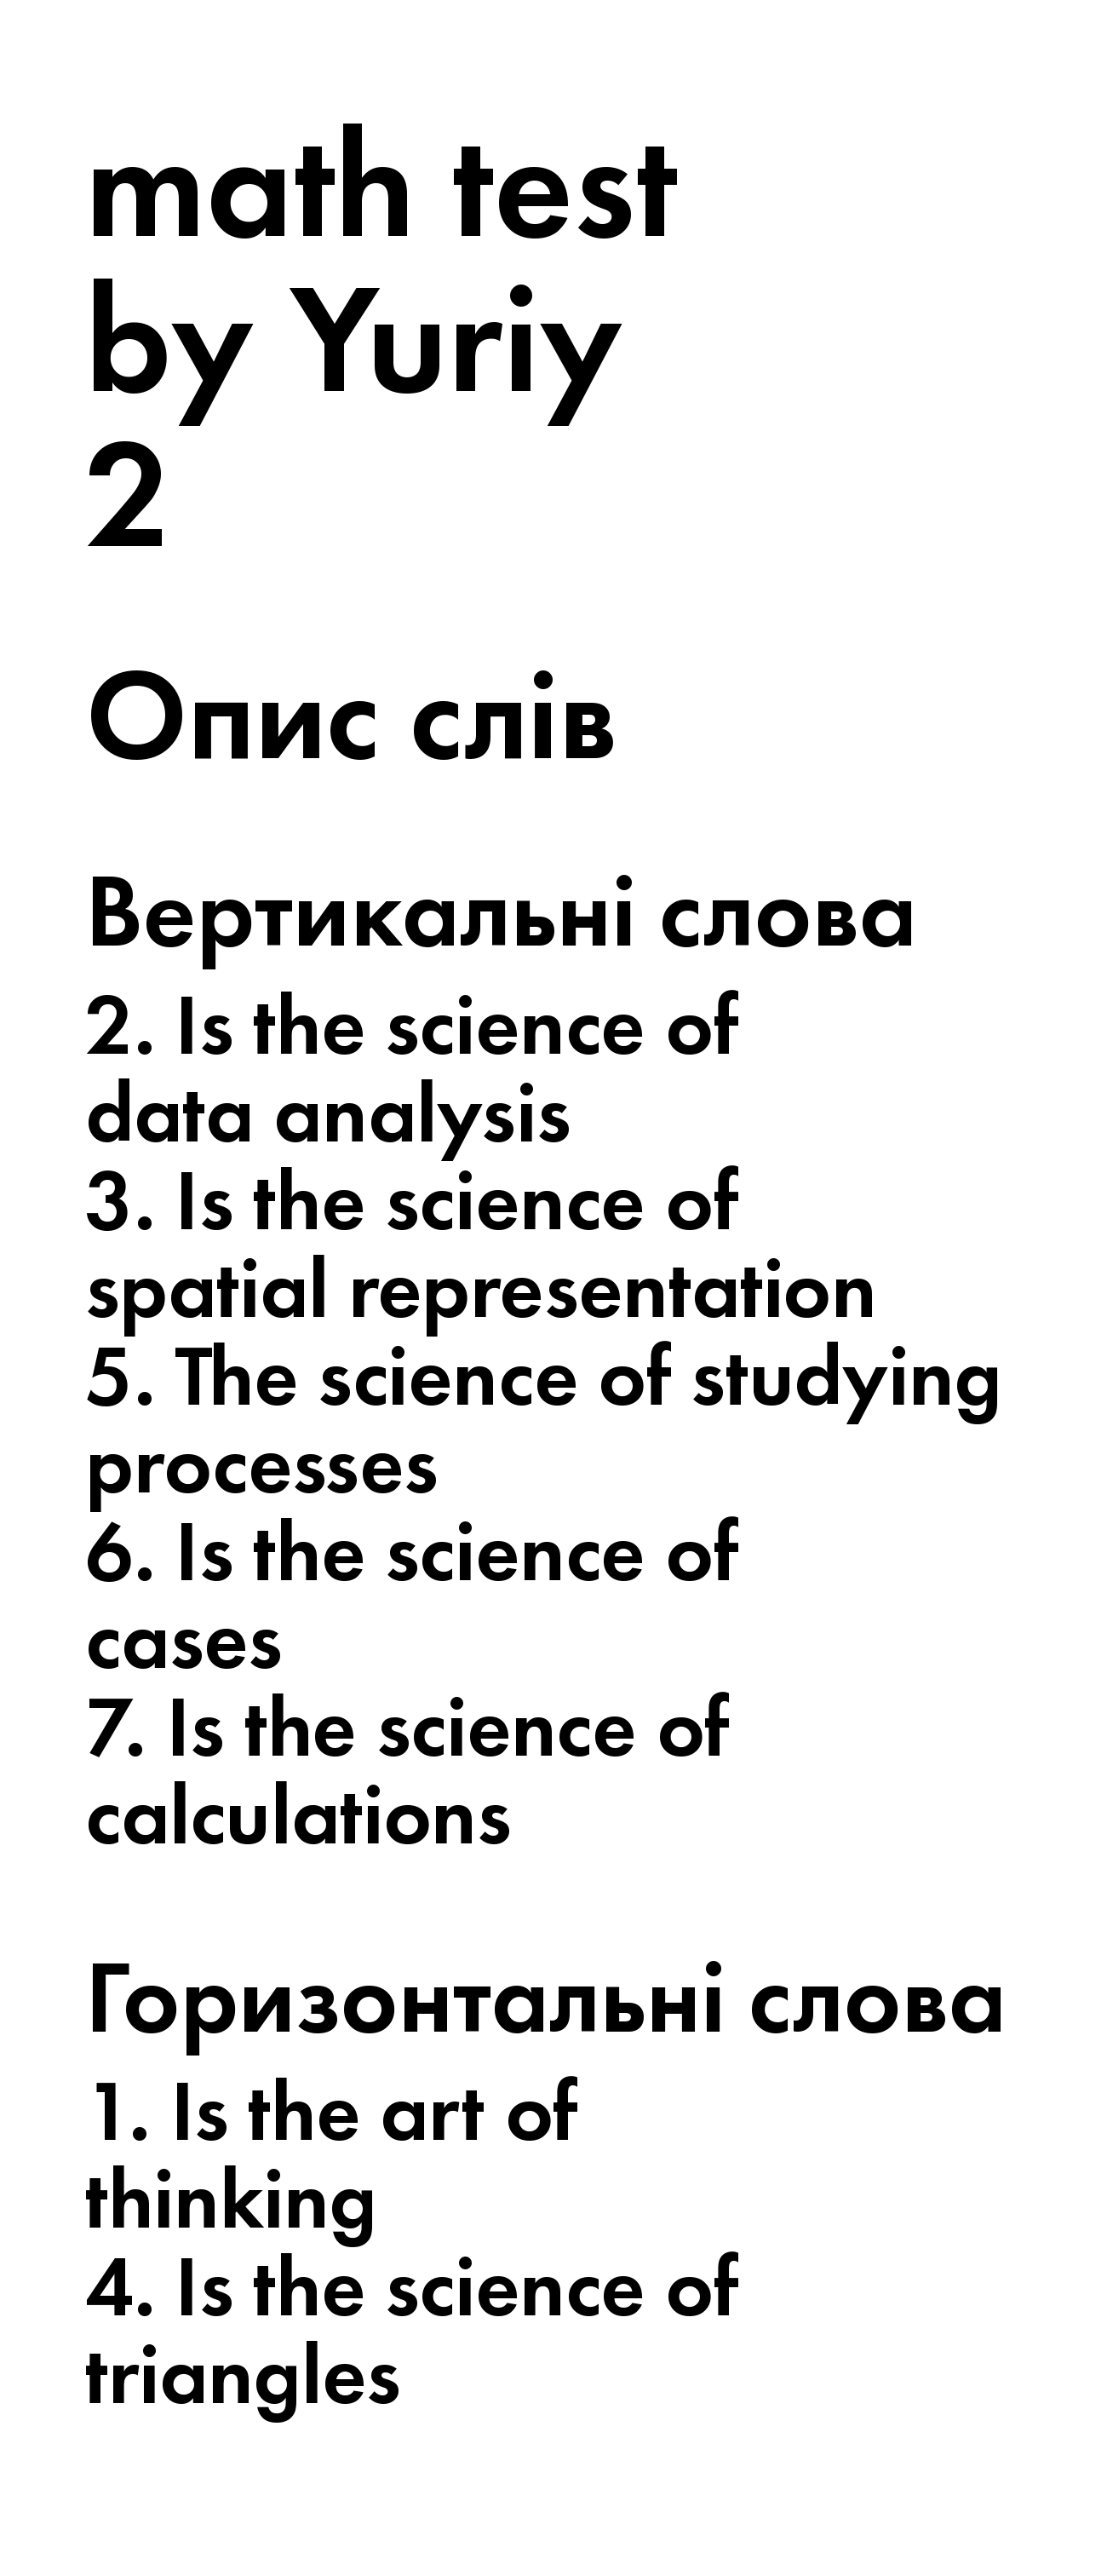 math test
by Yuriy
2
Опис слів
Вертикальні слова
2. Is the science of
data analysis
3. Is the science of
spatial representation
5. The science of studying
processes
6. Is the science of
cases
7. Is the science of
calculations
Горизонтальні слова
1. Is the art of
thinking
4. Is the science of
triangles